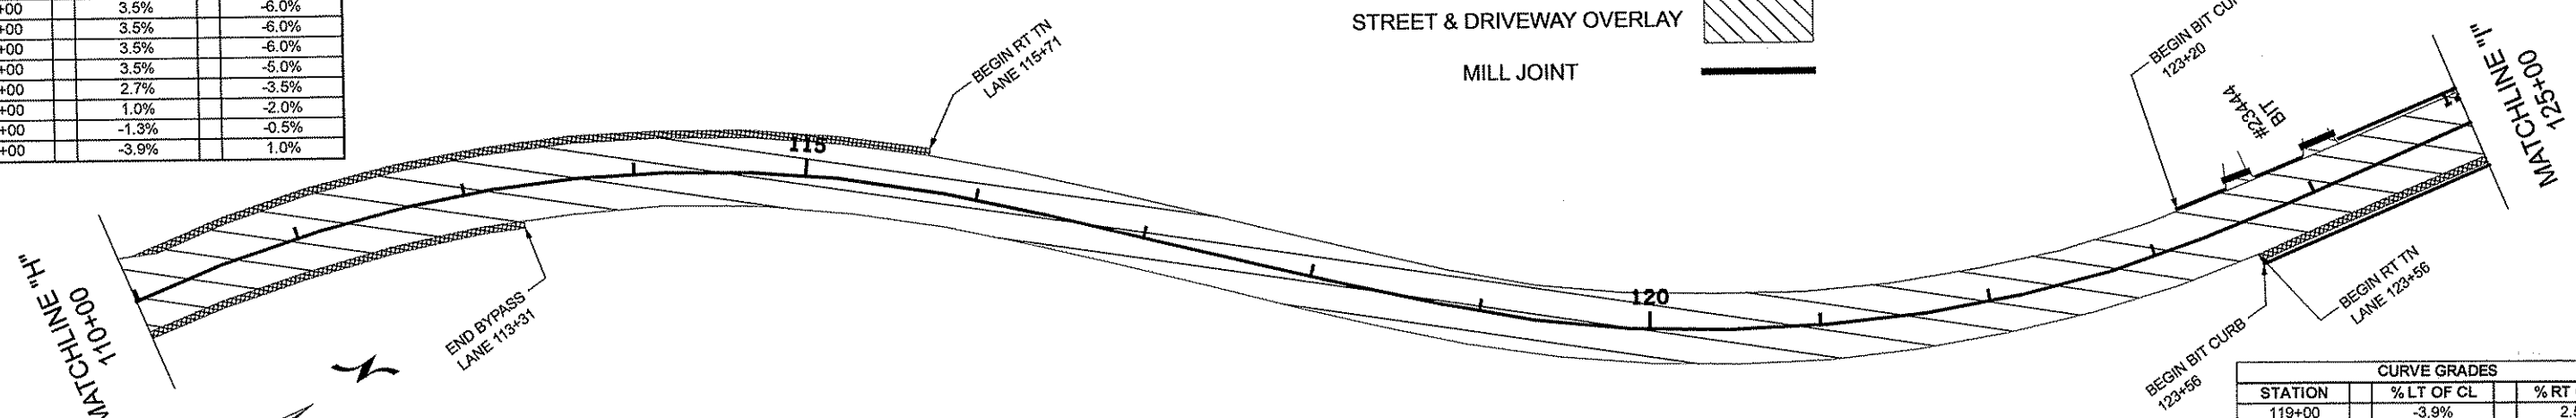 +00 3.5% -6.0%
+00 3.5% -6.0%
+00 3.5% -6.0%
+00 3.5% -5.0%
+00 2.7% -3.5%
+00 1.0% -2.0%
+00 -1.3% -0.5%
+00 -3.9% 1.0%
STREET & DRIVEWAY OVERLAY
MILL JOINT
BEGIN RT TN
LANE 115+71
BEGIN BIT
123+20
#23444
BIT
MATCHLINE "I"
125+00
115
120
MATCHLINE "H"
110+00
END BYPASS
LANE 113+31
BEGIN RT TN
LANE 123+56
BEGIN BIT CURB
123+56
CURVE GRADES
STATION % LT OF CL % RT
119+00 -3.9%